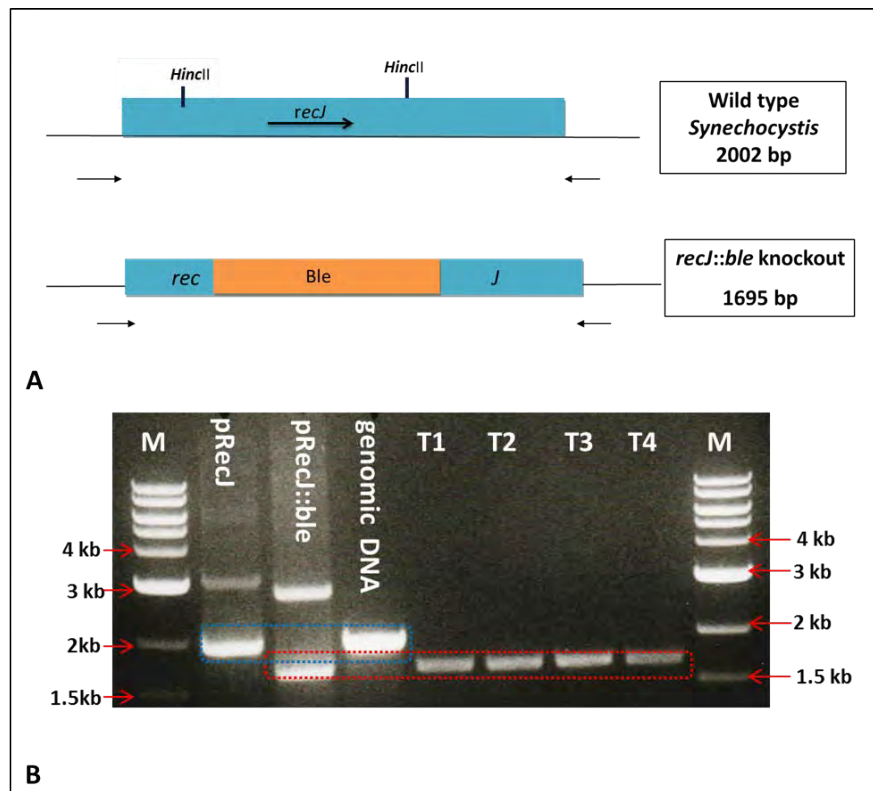 HincII
HincII
recJ
Wild type
Synechocystis
2002 bp
rec
Ble
J
recJ::ble knockout
1695 bp
A
M
pRecJ
pRecJ::ble
genomic DNA
T1
T2
T3
T4
M
4 kb
3 kb
2kb
1.5kb
4 kb
3 kb
2 kb
1.5 kb
B